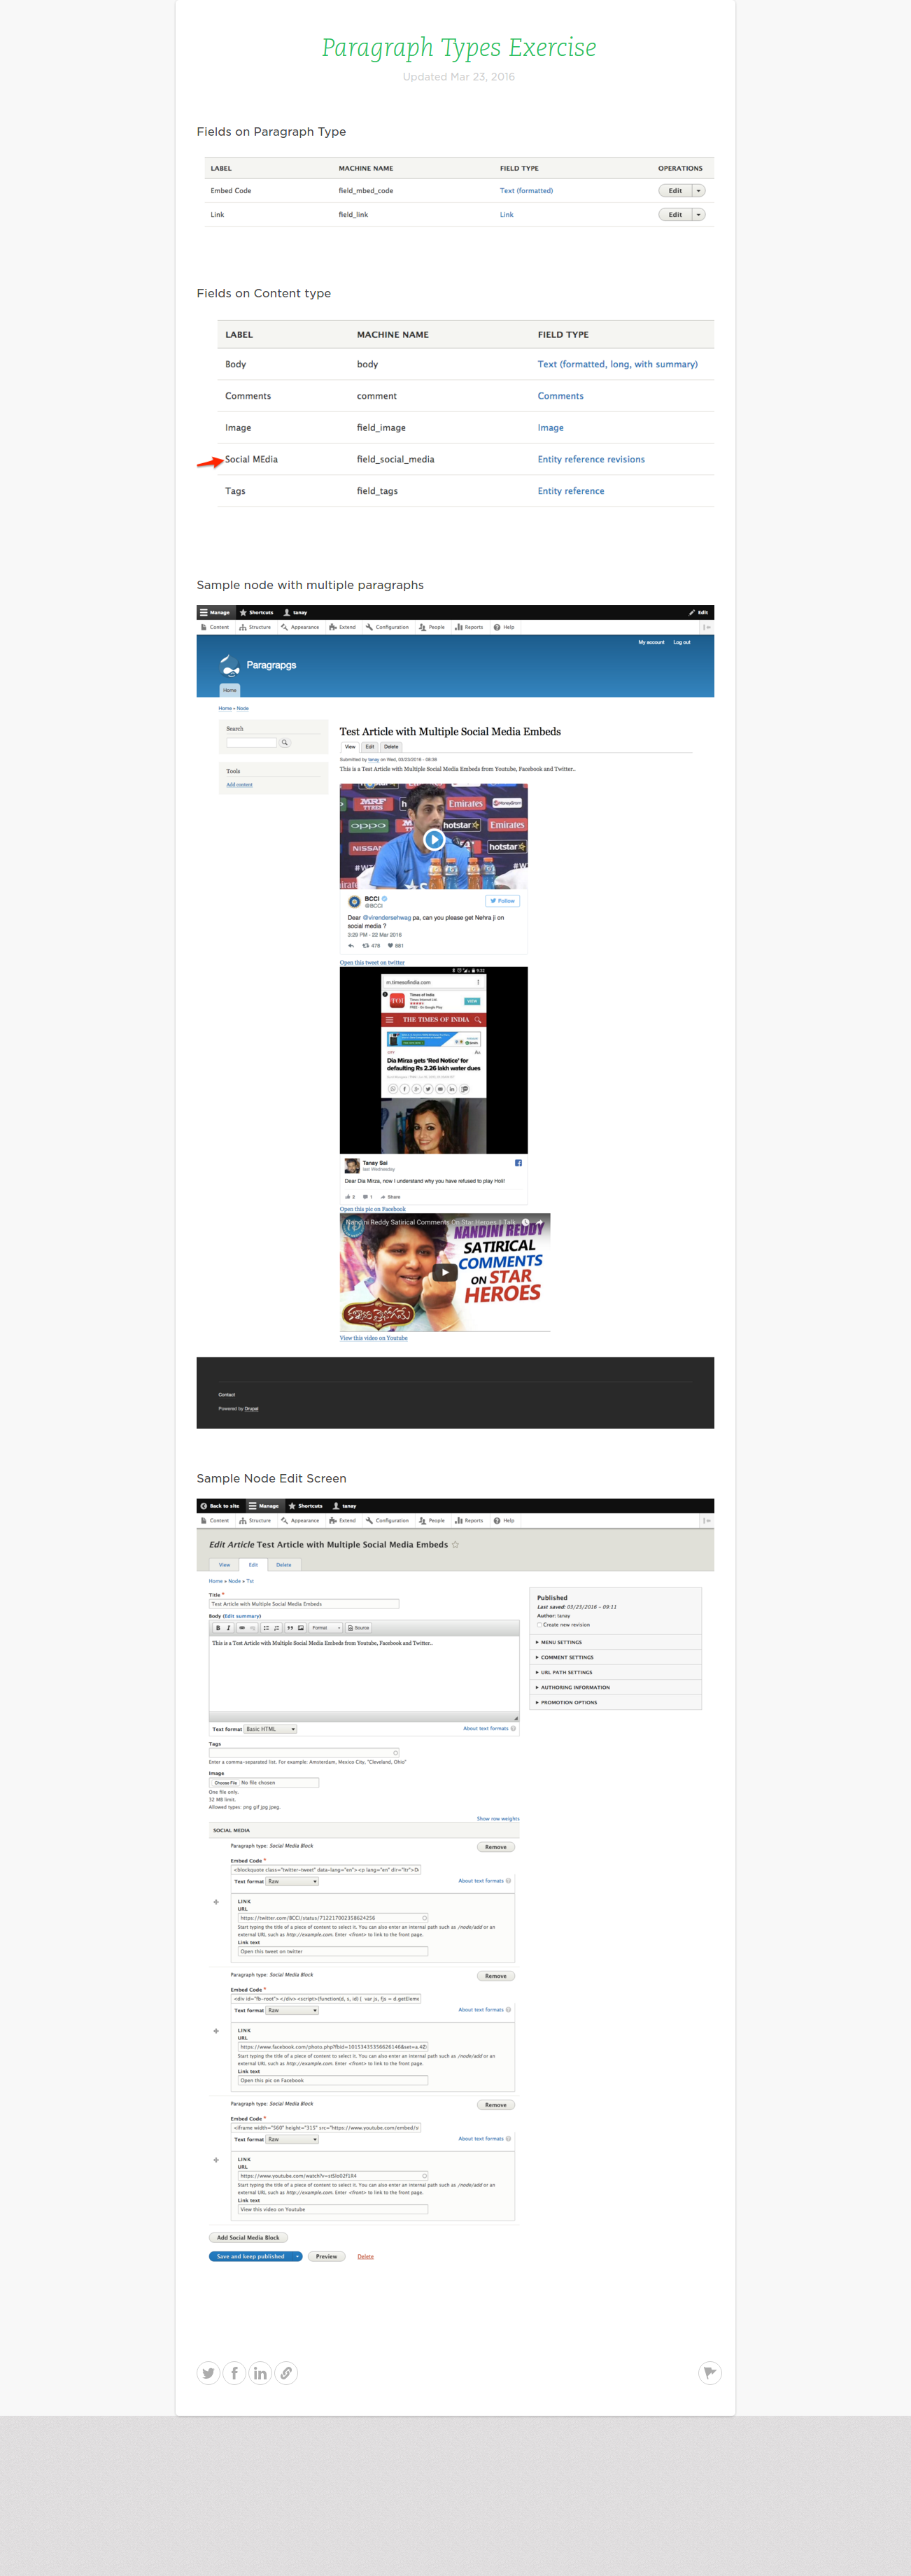 Paragraph Types Exercise
Updated Mar 23, 2016
Fields on Paragraph Type
LABEL MACHINE NAME FIELD TYPE OPERATIONS
Embed Code field_mbed_code Text (formatted) Edit
Link field_link Link Edit
Fields on Content type
LABEL MACHINE NAME FIELD TYPE
Body body Text (formatted, long, with summary)
Comments comment Comments
Image field_image Image
Social MEdia field_social_media Entity reference revisions
Tags field_tags Entity reference
Sample node with multiple paragraphs
Manage Shortcuts tanay Edit
Content Structure Appearance Extend Configuration People Reports Help
My account Log out
Paragrapgs
Home
Home » Node
Search
Tools
Add content
Test Article with Multiple Social Media Embeds
View Edit Delete
Submitted by tanay on Wed, 03/23/2016 - 08:38
This is a Test Article with Multiple Social Media Embeds from Youtube, Facebook and Twitter..
MRF TYRES Emirates MoneyGram
oppo hotstar Emirates
NISSAN hotstar
BCCI
@BCCI
Follow
Dear @virendersehwag pa, can you please get Nehra ji on
social media ?
3:29 PM - 22 Mar 2016
478 881
Open this tweet on twitter
9:32
m.timesofindia.com
TOI Times of India
VIEW
THE TIMES OF INDIA
Dia Mirza gets 'Red Notice' for
defaulting Rs 2.26 lakh water dues
Tanay Sai
last Wednesday
Dear Dia Mirza, now I understand why you have refused to play Holi!
3 1 Share
Open this pic on Facebook
Nandini Reddy Satirical Comments On Star Heroes || Talk
NANDINI REDDY
SATIRICAL
COMMENTS
ON STAR
HEROES
View this video on Youtube
Contact
Powered by Drupal
Sample Node Edit Screen
Back to site Manage Shortcuts tanay
Content Structure Appearance Extend Configuration People Reports Help
Edit Article Test Article with Multiple Social Media Embeds
View Edit Delete
Home » Node » Tst
Title *
Test Article with Multiple Social Media Embeds
Body (Edit summary)
B I Format Source
This is a Test Article with Multiple Social Media Embeds from Youtube, Facebook and Twitter..
Text format Basic HTML About text formats
Tags
Enter a comma-separated list. For example: Amsterdam, Mexico City, "Cleveland, Ohio"
Image
Choose File No file chosen
One file only.
32 MB limit.
Allowed types: png gif jpg jpeg.
Published
Last saved: 03/23/2016 - 09:11
Author: tanay
Create new revision
MENU SETTINGS
COMMENT SETTINGS
URL PATH SETTINGS
AUTHORING INFORMATION
PROMOTION OPTIONS
Show row weights
SOCIAL MEDIA
Paragraph type: Social Media Block Remove
Embed Code *
<blockquote class="twitter-tweet" data-lang="en"><p lang="en" dir="ltr">D
Text format Raw About text formats
LINK
URL
https://twitter.com/BCCI/status/712217002358624256
Start typing the title of a piece of content to select it. You can also enter an internal path such as /node/add or an
external URL such as http://example.com. Enter <front> to link to the front page.
Link text
Open this tweet on twitter
Paragraph type: Social Media Block Remove
Embed Code *
<div id="fb-root"></div><script>(function(d, s, id) { var js, fjs = d.getEleme
Text format Raw About text formats
LINK
URL
https://www.facebook.com/photo.php?fbid=10153435356626146&set=a.42
Start typing the title of a piece of content to select it. You can also enter an internal path such as /node/add or an
external URL such as http://example.com. Enter <front> to link to the front page.
Link text
Open this pic on Facebook
Paragraph type: Social Media Block Remove
Embed Code *
<iframe width="560" height="315" src="https://www.youtube.com/embed/s
Text format Raw About text formats
LINK
URL
https://www.youtube.com/watch?v=stSlo02f1R4
Start typing the title of a piece of content to select it. You can also enter an internal path such as /node/add or an
external URL such as http://example.com. Enter <front> to link to the front page.
Link text
View this video on Youtube
Add Social Media Block
Save and keep published Preview Delete